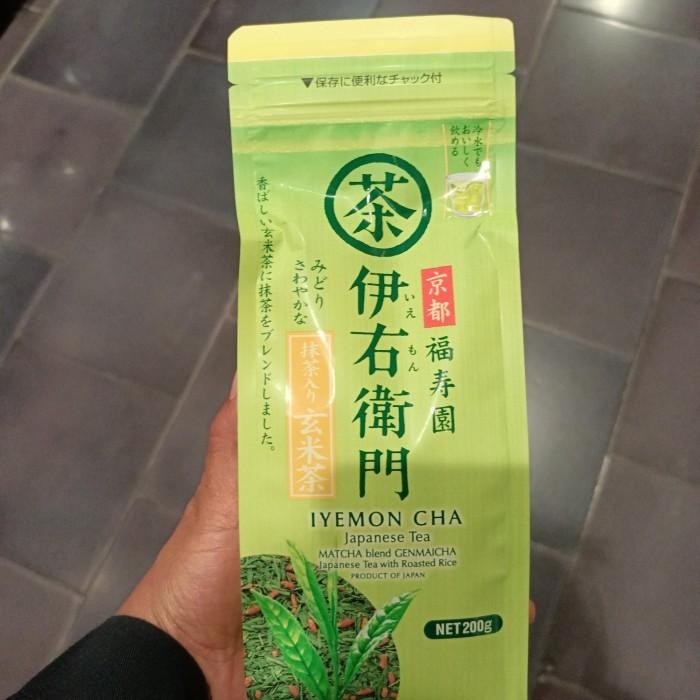 ▼保存に便利なチャック付
冷水でも
おいしく
飲める
茶
京都
福寿園
伊右衛門
いえ もん
みどり
さわやかな
抹茶入り
玄米茶
香ばしい玄米茶に抹茶をブレンドしました。
IYEMON CHA
Japanese Tea
MATCHA blend GENMAICHA
Japanese Tea with Roasted Rice
PRODUCT OF JAPAN
NET 200g